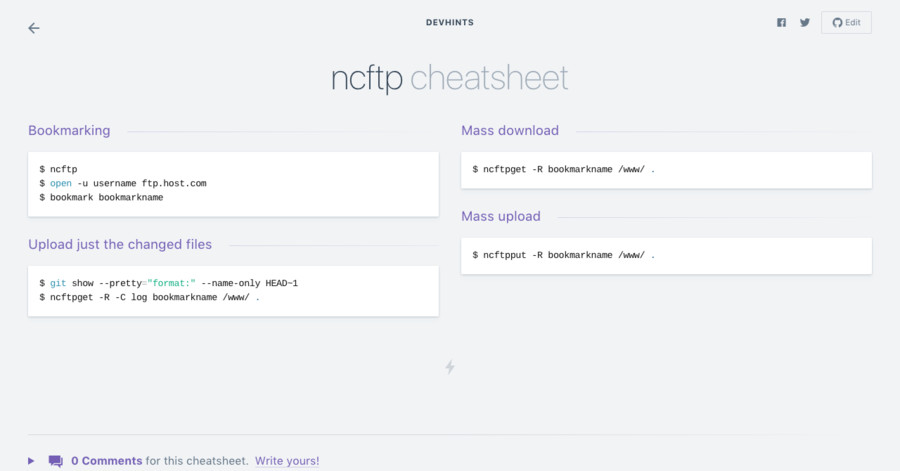 DEVHINTS
Edit
ncftp cheatsheet
Bookmarking
$ ncftp
$ open -u username ftp.host.com
$ bookmark bookmarkname
Upload just the changed files
$ git show --pretty="format:" --name-only HEAD~1
$ ncftpget -R -C log bookmarkname /www/ .
Mass download
$ ncftpget -R bookmarkname /www/ .
Mass upload
$ ncftpput -R bookmarkname /www/ .
0 Comments for this cheatsheet. Write yours!